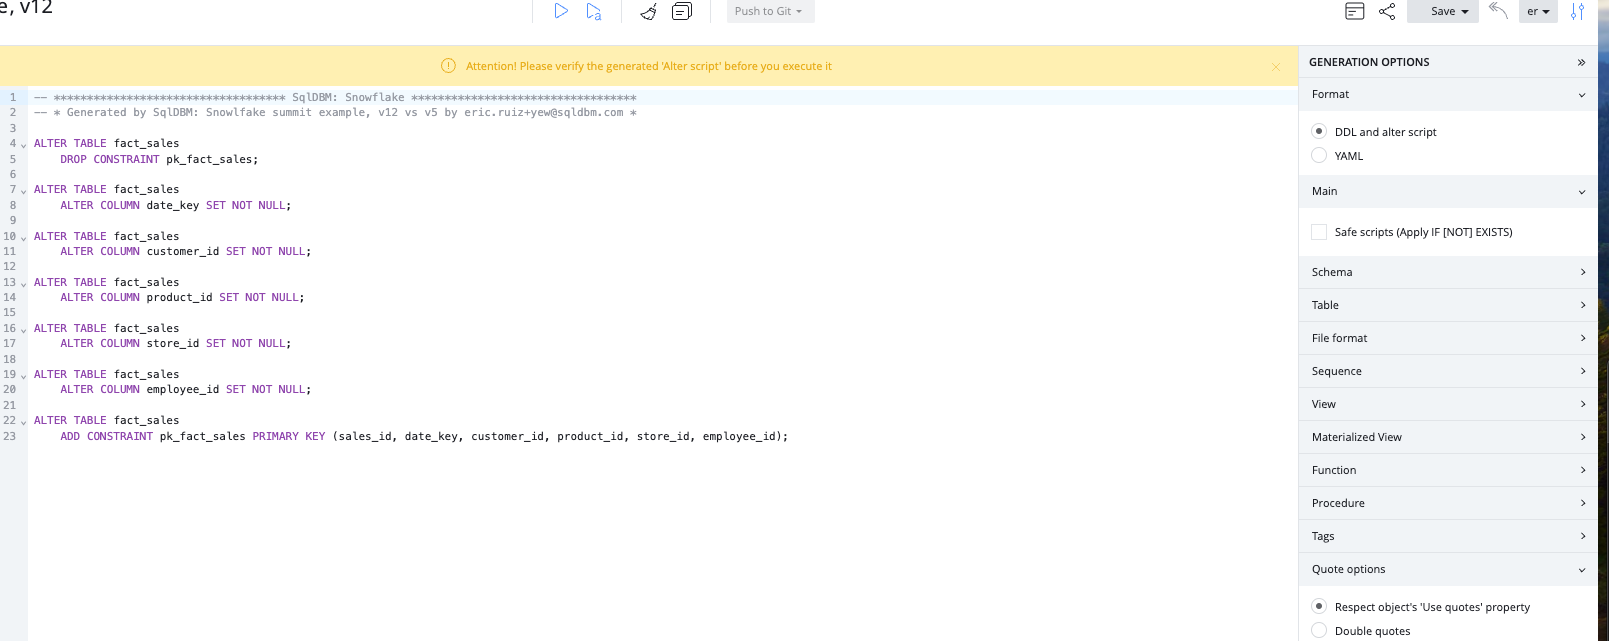 e, v12
Push to Git
Save
er
Attention! Please verify the generated 'Alter script' before you execute it
1 -- *********************************** SqlDBM: Snowflake **********************************
2 -- * Generated by SqlDBM: Snowlfake summit example, v12 vs v5 by eric.ruiz+yew@sqldbm.com *
3
4 ALTER TABLE fact_sales
5 DROP CONSTRAINT pk_fact_sales;
6
7 ALTER TABLE fact_sales
8 ALTER COLUMN date_key SET NOT NULL;
9
10 ALTER TABLE fact_sales
11 ALTER COLUMN customer_id SET NOT NULL;
12
13 ALTER TABLE fact_sales
14 ALTER COLUMN product_id SET NOT NULL;
15
16 ALTER TABLE fact_sales
17 ALTER COLUMN store_id SET NOT NULL;
18
19 ALTER TABLE fact_sales
20 ALTER COLUMN employee_id SET NOT NULL;
21
22 ALTER TABLE fact_sales
23 ADD CONSTRAINT pk_fact_sales PRIMARY KEY (sales_id, date_key, customer_id, product_id, store_id, employee_id);
GENERATION OPTIONS
Format
DDL and alter script
YAML
Main
Safe scripts (Apply IF [NOT] EXISTS)
Schema
Table
File format
Sequence
View
Materialized View
Function
Procedure
Tags
Quote options
Respect object's 'Use quotes' property
Double quotes